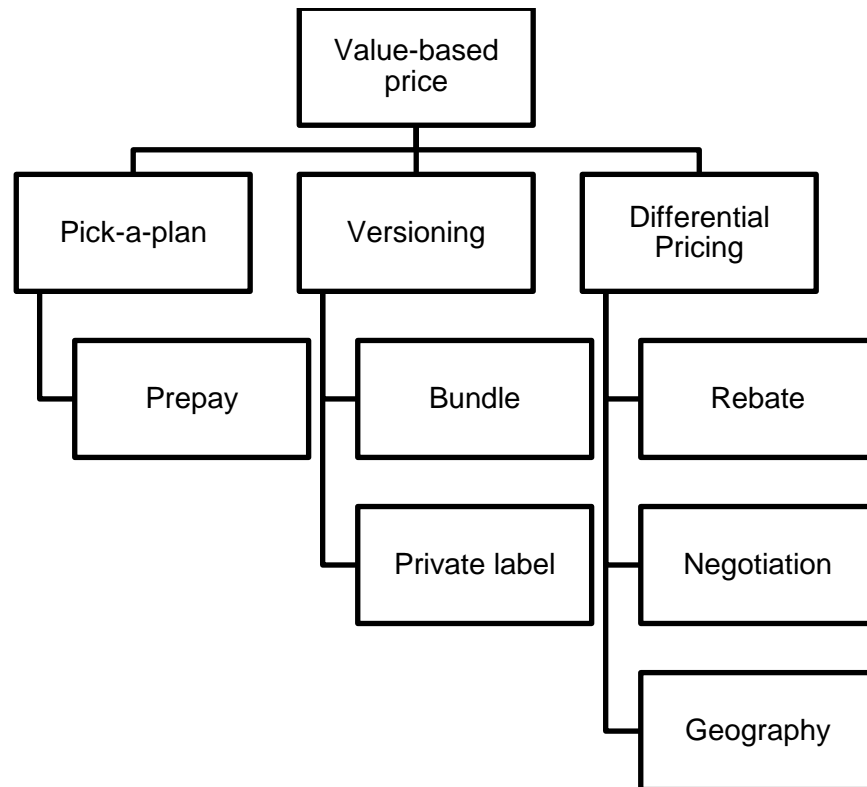 Value-based
price
Pick-a-plan
Versioning
Differential
Pricing
Prepay
Bundle
Rebate
Private label
Negotiation
Geography